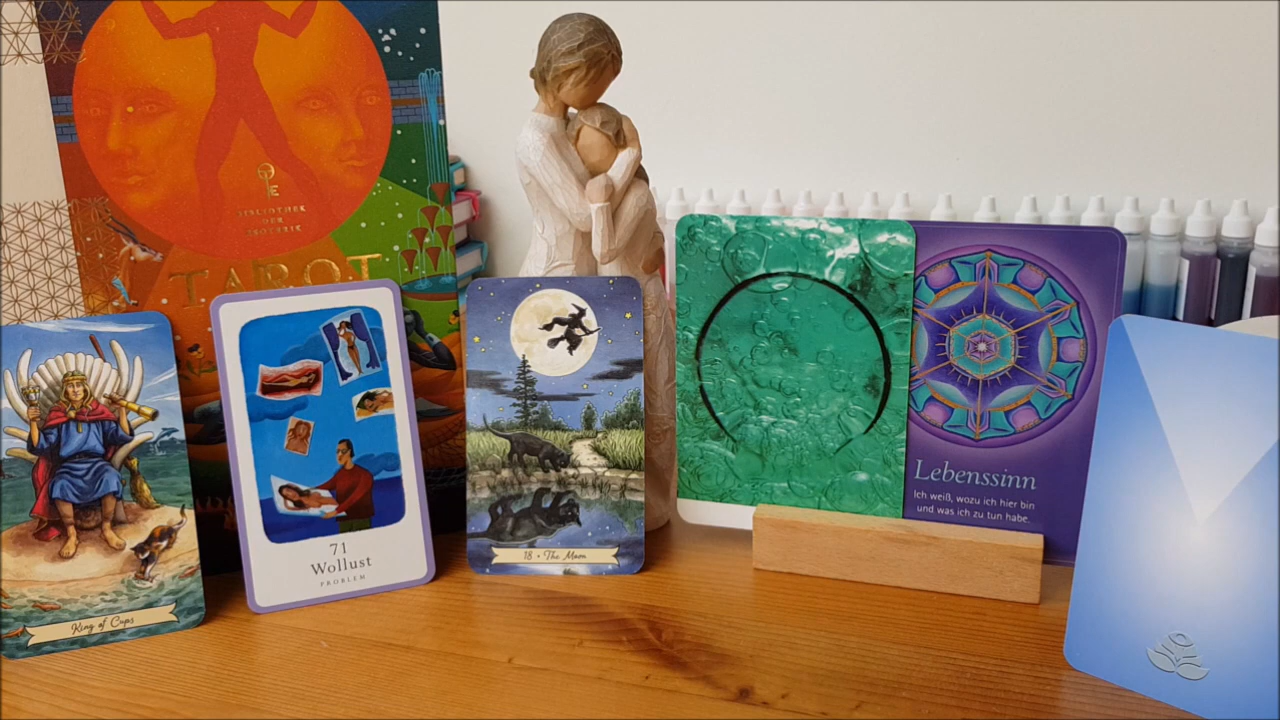 BIBLIOTHEK
DER
ESOTERIK
TAROT
King of Cups
71
Wollust
PROBLEM
18 • The Moon
Lebenssinn
Ich weiß, wozu ich hier bin
und was ich zu tun habe.